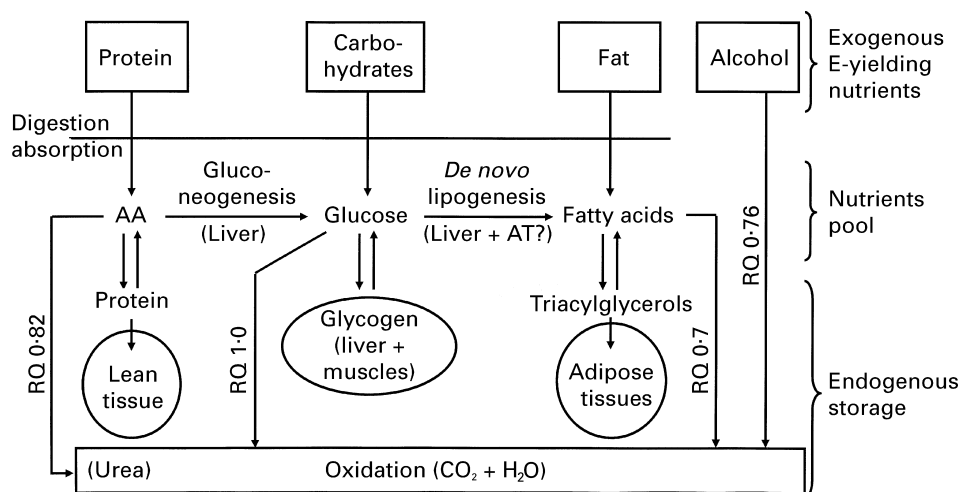 Protein
Carbo-
hydrates
Fat
Alcohol
Exogenous
E-yielding
nutrients
Digestion
absorption
Gluco-
neogenesis
(Liver)
De novo
lipogenesis
(Liver + AT?)
AA
Glucose
Fatty acids
Nutrients
pool
RQ 0·76
Protein
Glycogen
(liver +
muscles)
Triacylglycerols
RQ 0·82
Lean
tissue
RQ 1·0
Adipose
tissues
RQ 0·7
Endogenous
storage
(Urea)
Oxidation (CO₂ + H₂O)